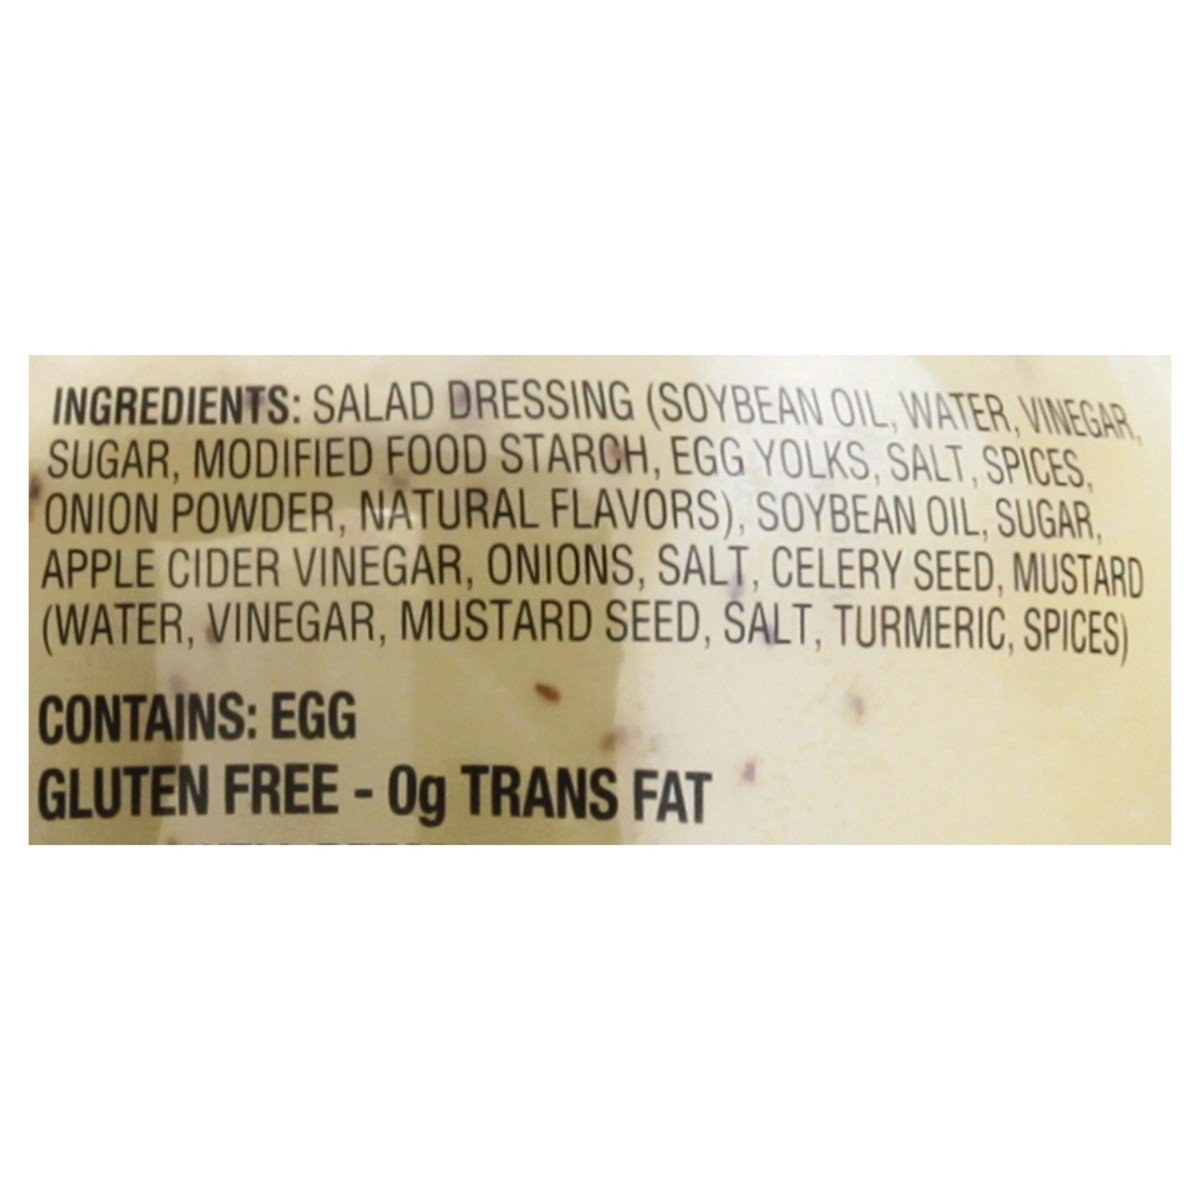 INGREDIENTS: SALAD DRESSING (SOYBEAN OIL, WATER, VINEGAR,
SUGAR, MODIFIED FOOD STARCH, EGG YOLKS, SALT, SPICES,
ONION POWDER, NATURAL FLAVORS), SOYBEAN OIL, SUGAR,
APPLE CIDER VINEGAR, ONIONS, SALT, CELERY SEED, MUSTARD
(WATER, VINEGAR, MUSTARD SEED, SALT, TURMERIC, SPICES)
CONTAINS: EGG
GLUTEN FREE - 0g TRANS FAT